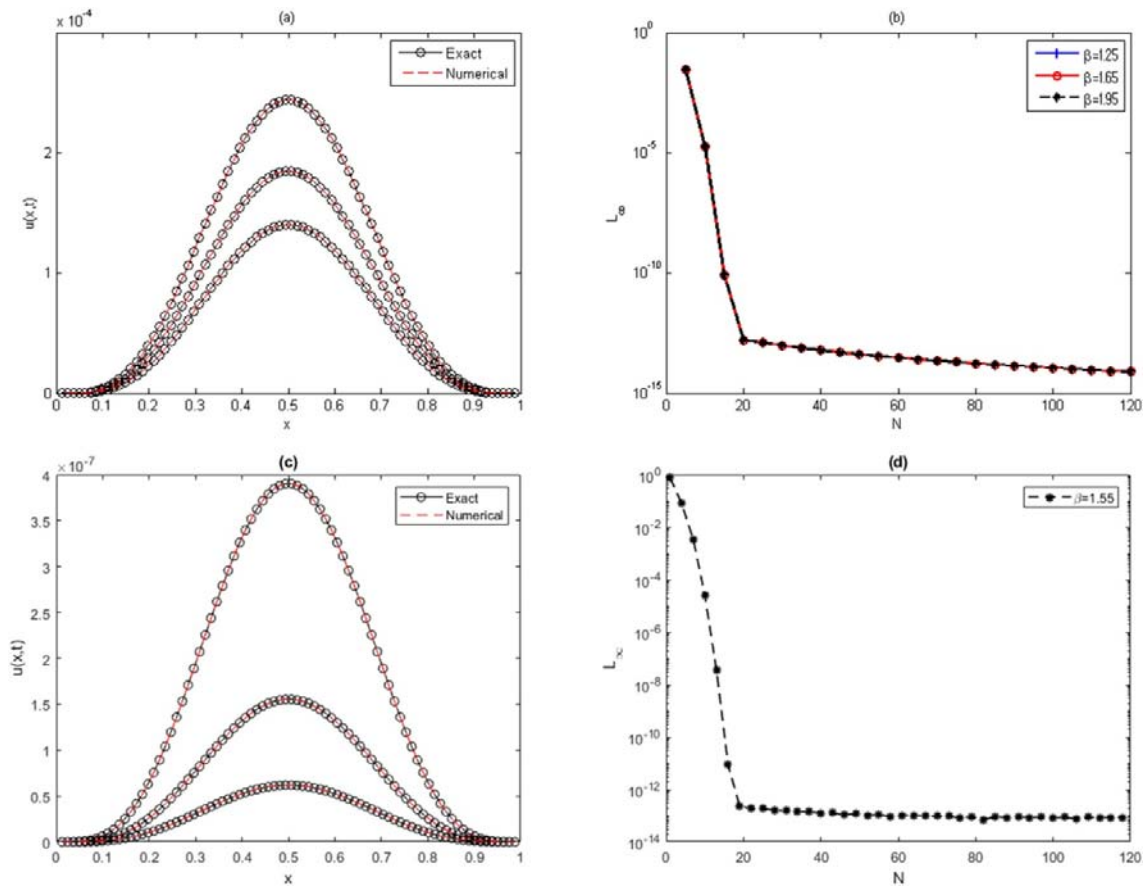 × 10⁻⁴
(a)
Exact
Numerical
2
1
0
u(x,t)
0 0.1 0.2 0.3 0.4 0.5 0.6 0.7 0.8 0.9 1
x
(b)
10⁰
10⁻⁵
10⁻¹⁰
10⁻¹⁵
β=1.25
β=1.65
β=1.95
L∞
0 20 40 60 80 100 120
N
×10⁻⁷
(c)
4
3.5
3
2.5
2
1.5
1
0.5
0
Exact
Numerical
u(x,t)
0 0.1 0.2 0.3 0.4 0.5 0.6 0.7 0.8 0.9 1
x
(d)
10⁰
10⁻²
10⁻⁴
10⁻⁶
10⁻⁸
10⁻¹⁰
10⁻¹²
10⁻¹⁴
β=1.55
L∞
0 20 40 60 80 100 120
N